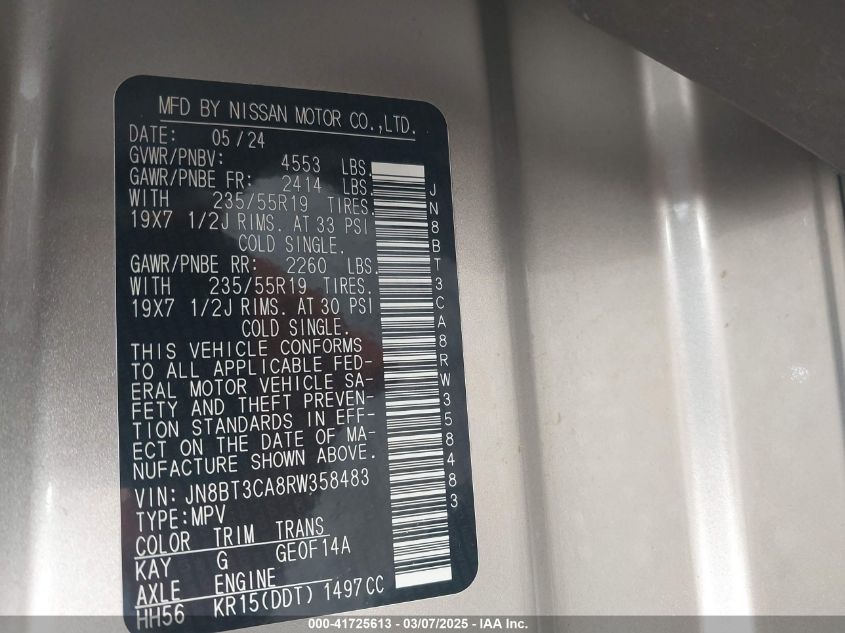 MFD BY NISSAN MOTOR CO.,LTD.
DATE: 05/24
GVWR/PNBV: 4553 LBS.
GAWR/PNBE FR: 2414 LBS.
WITH 235/55R19 TIRES.
19X7 1/2J RIMS. AT 33 PSI
COLD SINGLE.
GAWR/PNBE RR: 2260 LBS.
WITH 235/55R19 TIRES.
19X7 1/2J RIMS. AT 30 PSI
COLD SINGLE.
THIS VEHICLE CONFORMS
TO ALL APPLICABLE FED-
ERAL MOTOR VEHICLE SA-
FETY AND THEFT PREVEN-
TION STANDARDS IN EFF-
ECT ON THE DATE OF MA-
NUFACTURE SHOWN ABOVE.
VIN: JN8BT3CA8RW358483
TYPE:MPV
COLOR TRIM TRANS
KAY G GE0F14A
AXLE ENGINE
HH56 KR15(DDT) 1497CC
JN8BT3CA8RW358483
000-41725613 - 03/07/2025 - IAA Inc.